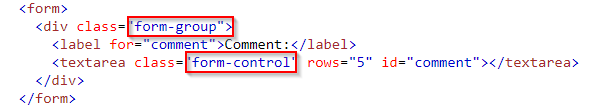 <form>
<div class="form-group">
<label for="comment">Comment:</label>
<textarea class="form-control" rows="5" id="comment"></textarea>
</div>
</form>